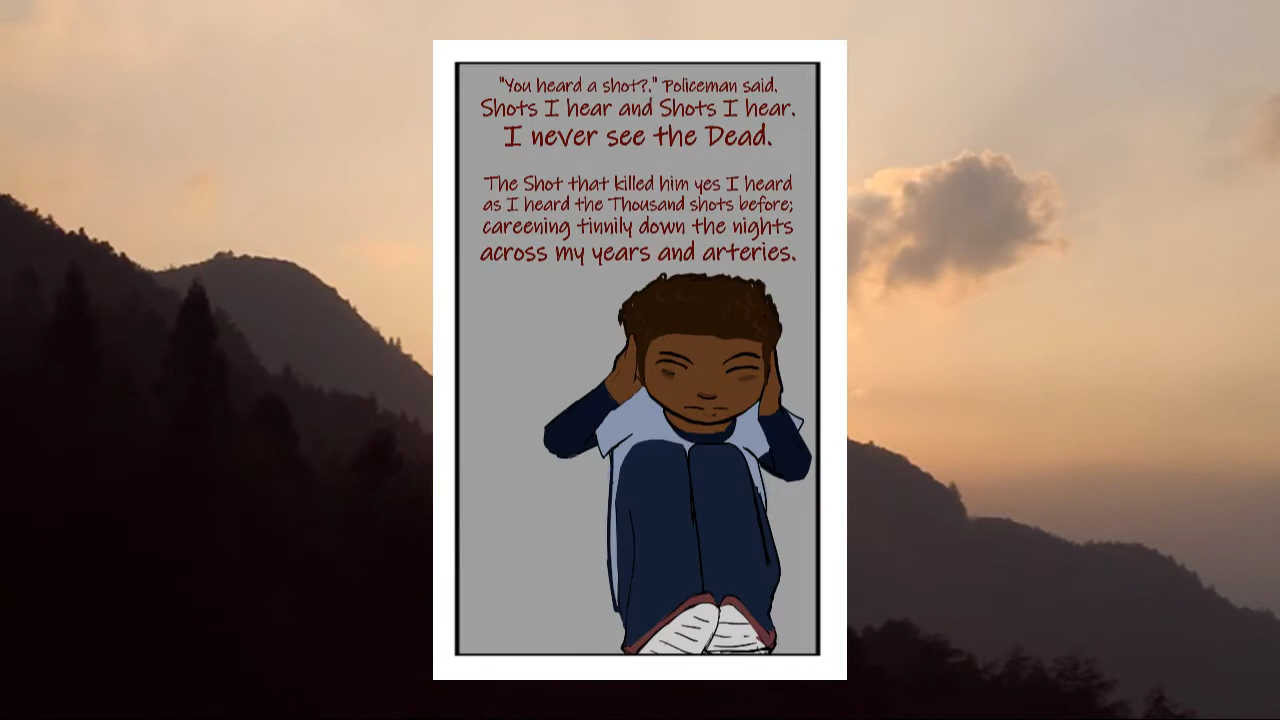 "You heard a shot?." Policeman said.
Shots I hear and Shots I hear.
I never see the Dead.
The Shot that killed him yes I heard
as I heard the Thousand shots before;
careening tinnily down the nights
across my years and arteries.